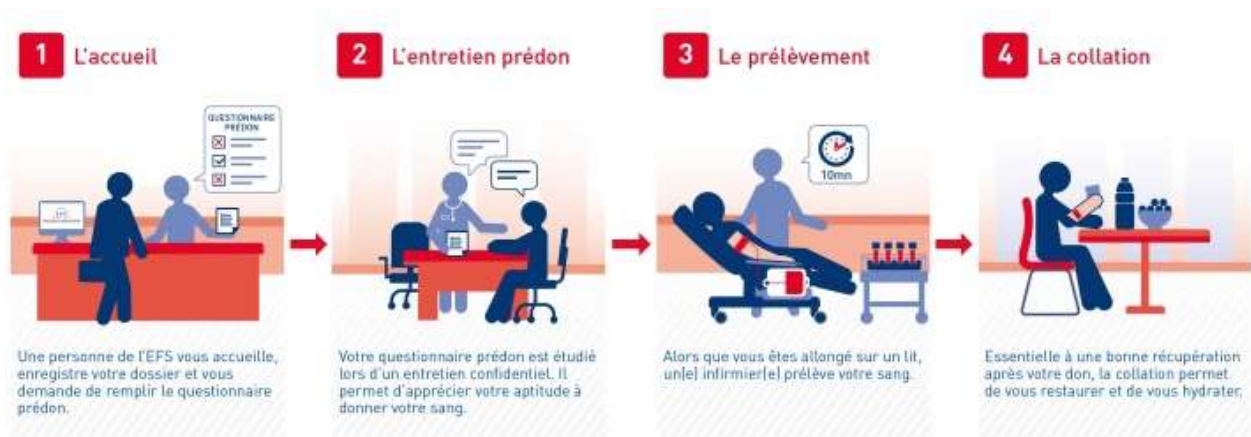 1 L'accueil
QUESTIONNAIRE
PRÉDON
Une personne de l'EFS vous accueille,
enregistre votre dossier et vous
demande de remplir le questionnaire
prédon.
2 L'entretien prédon
Votre questionnaire prédon est étudié
lors d'un entretien confidentiel. Il
permet d'apprécier votre aptitude à
donner votre sang.
3 Le prélèvement
10mn
Alors que vous êtes allongé sur un lit,
un(e) infirmier(e) prélève votre sang.
4 La collation
Essentielle à une bonne récupération
après votre don, la collation permet
de vous restaurer et de vous hydrater.